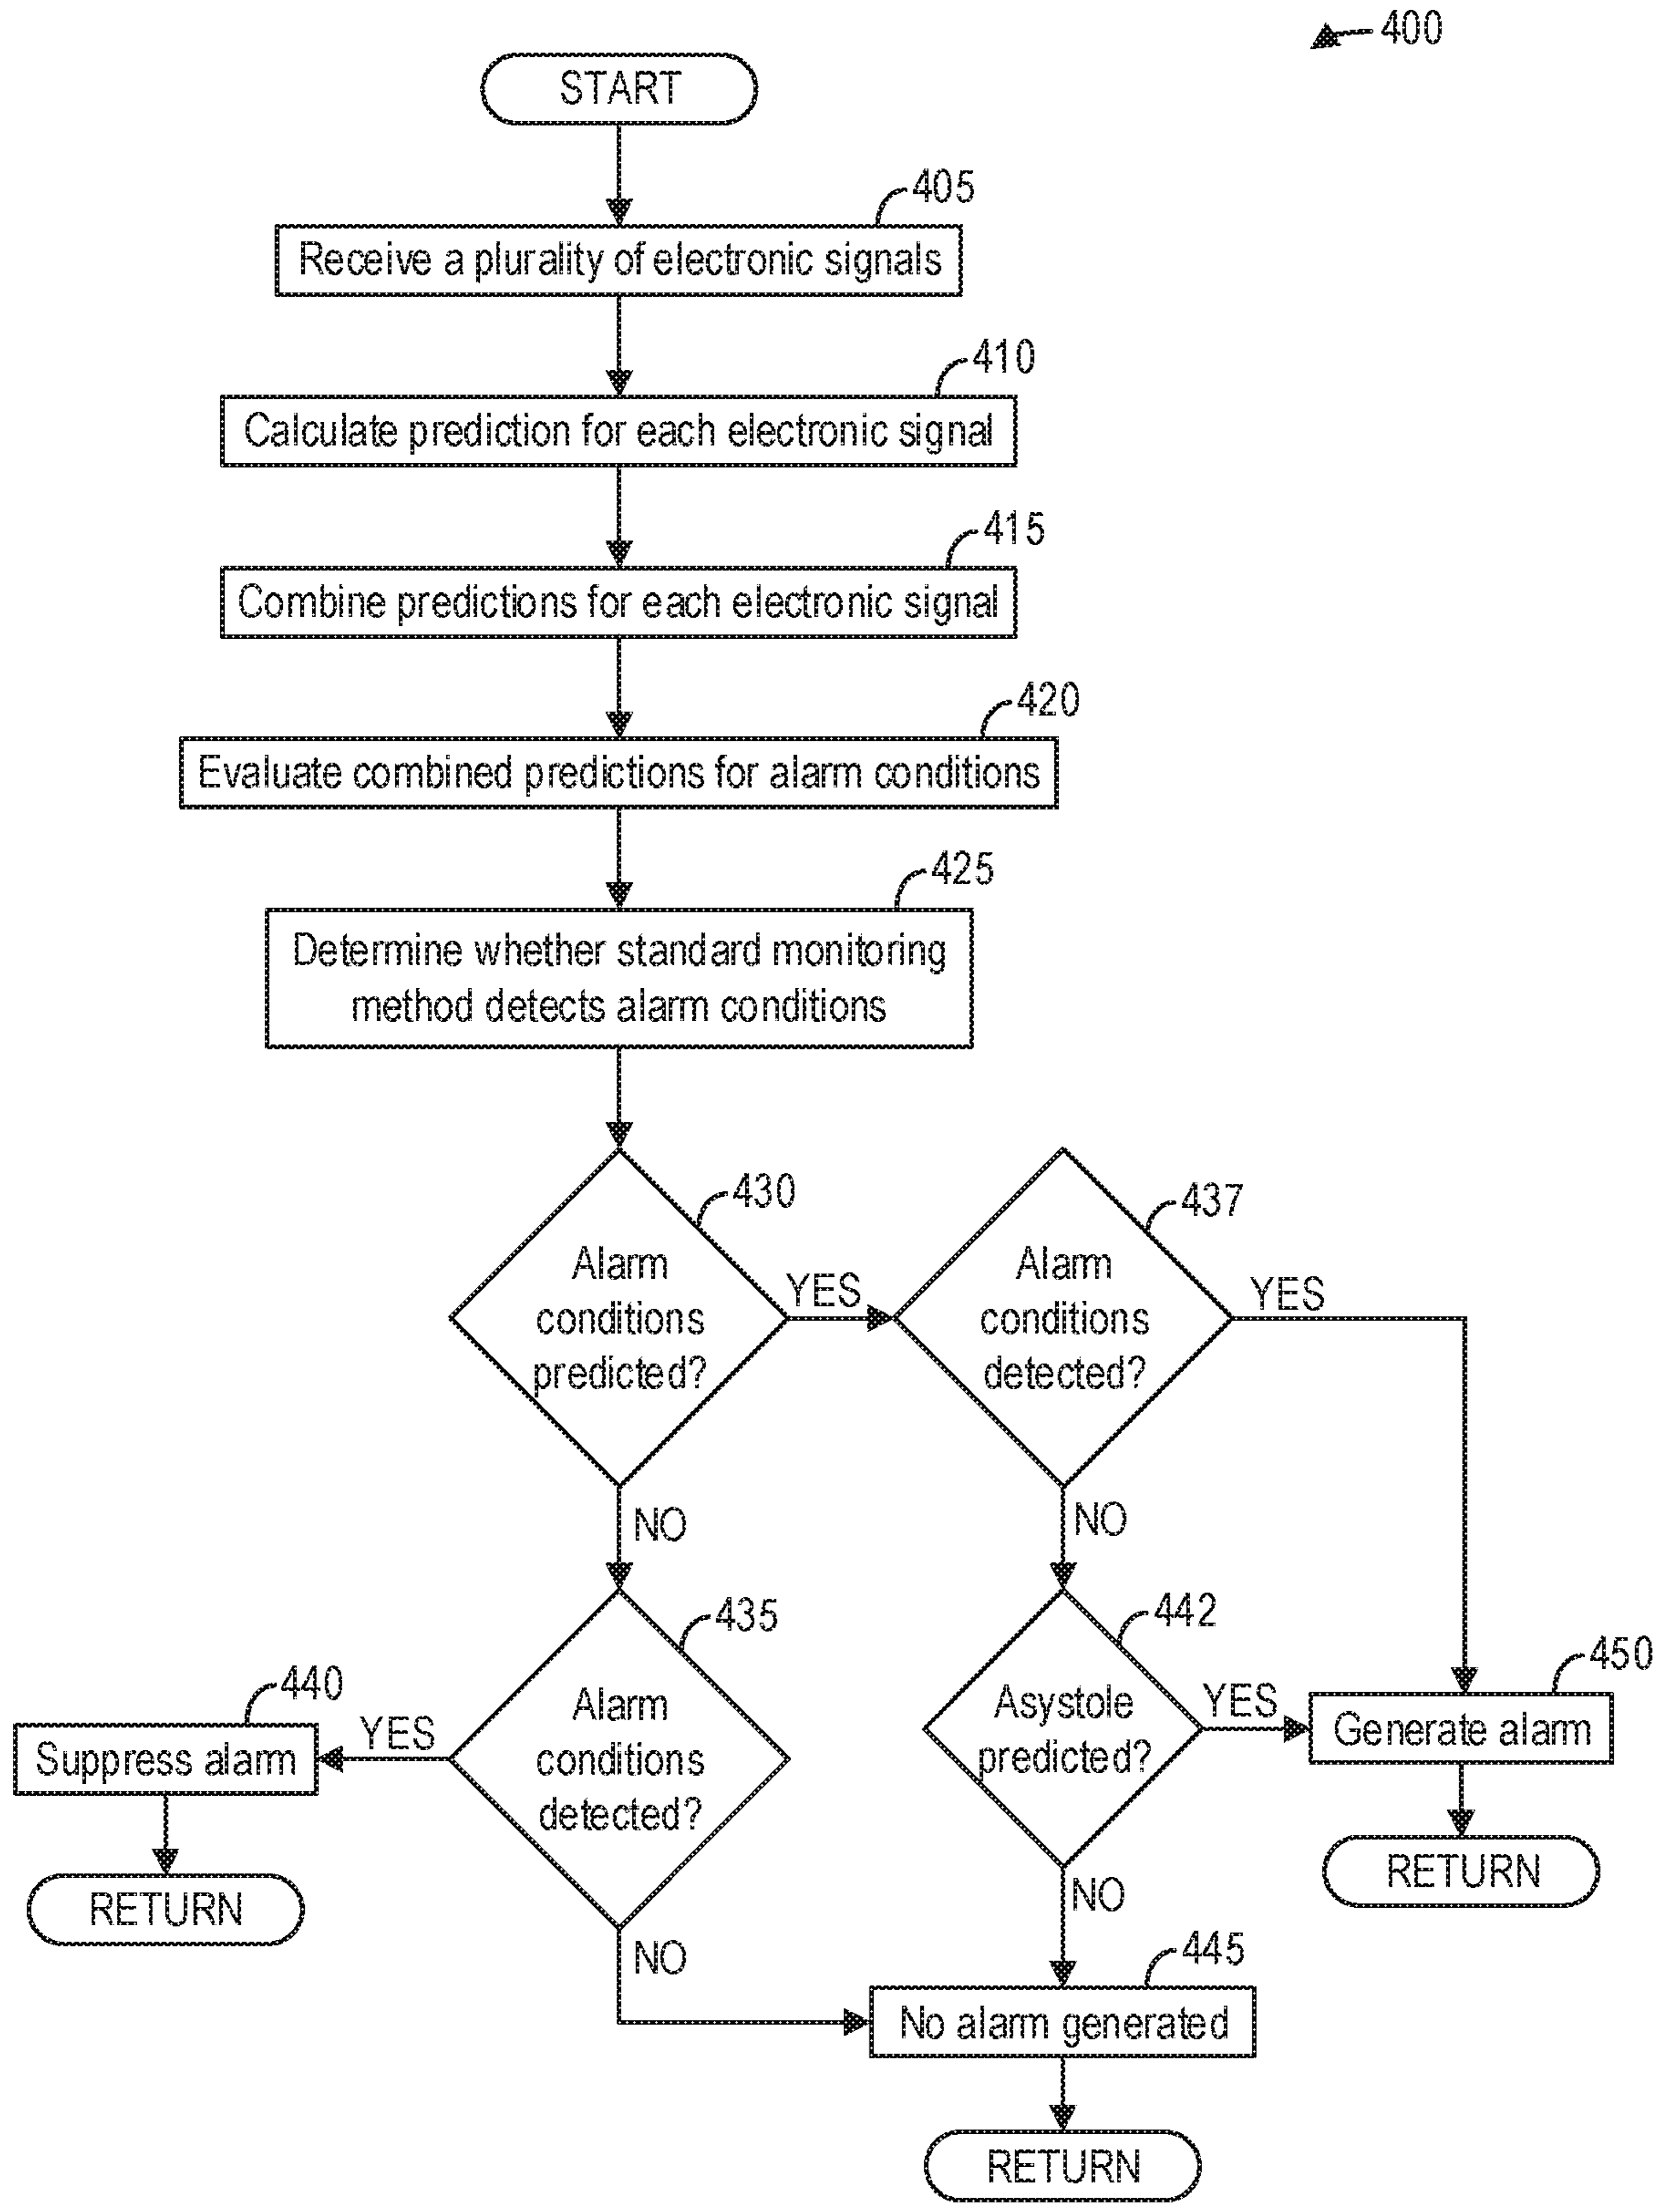 400
START
405
Receive a plurality of electronic signals
410
Calculate prediction for each electronic signal
415
Combine predictions for each electronic signal
420
Evaluate combined predictions for alarm conditions
425
Determine whether standard monitoring
method detects alarm conditions
430
Alarm
conditions
predicted?
YES
437
Alarm
conditions
detected?
YES
NO
NO
435
Alarm
conditions
detected?
442
Asystole
predicted?
YES
450
Generate alarm
RETURN
440
Suppress alarm
YES
RETURN
NO
NO
445
No alarm generated
RETURN